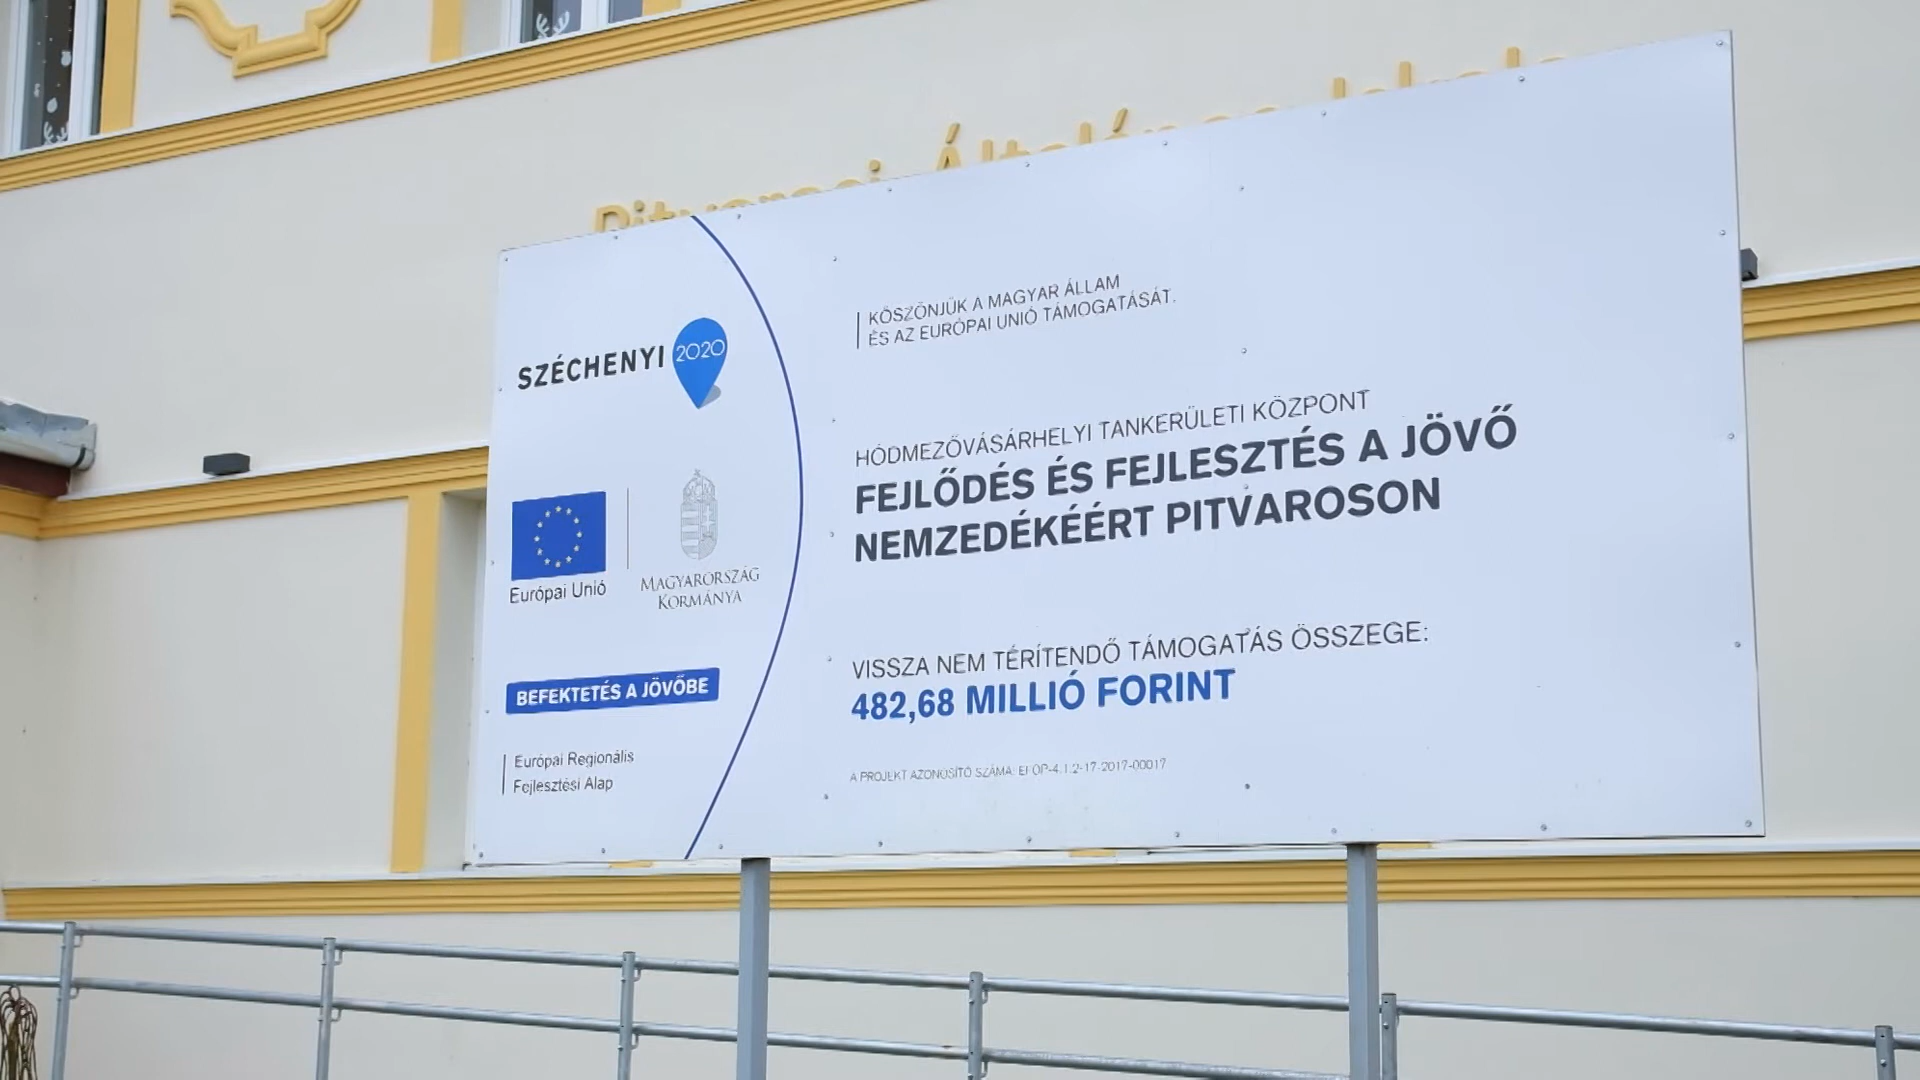 SZÉCHENYI 2020
Európai Unió
MAGYARORSZÁG
KORMÁNYA
BEFEKTETÉS A JÖVŐBE
Európai Regionális
Fejlesztési Alap
KÖSZÖNJÜK A MAGYAR ÁLLAM
ÉS AZ EURÓPAI UNIÓ TÁMOGATÁSÁT.
HÓDMEZŐVÁSÁRHELYI TANKERÜLETI KÖZPONT
FEJLŐDÉS ÉS FEJLESZTÉS A JÖVŐ
NEMZEDÉKÉÉRT PITVAROSON
VISSZA NEM TÉRÍTENDŐ TÁMOGATÁS ÖSSZEGE:
482,68 MILLIÓ FORINT
A PROJEKT AZONOSÍTÓ SZÁMA: EFOP-4.1.2-17-2017-00017